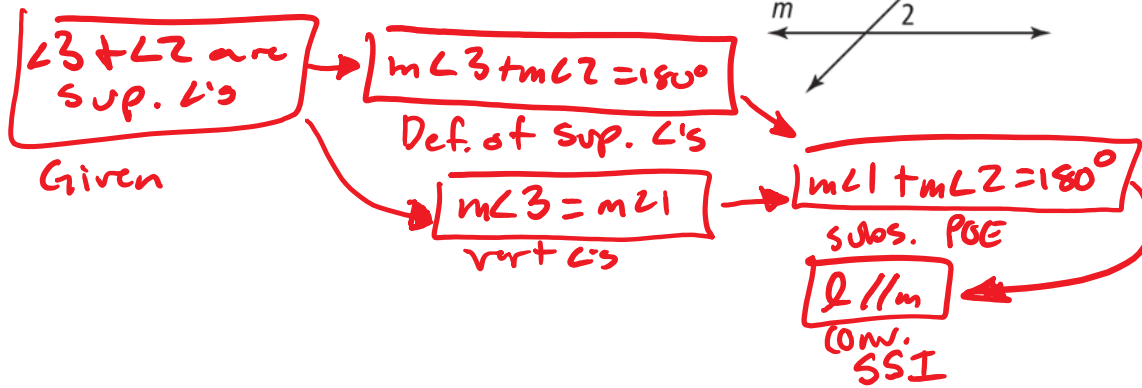 m
2
∠3 + ∠2 are
sup. ∠'s
Given
m∠3 + m∠2 = 180°
Def. of sup. ∠'s
m∠3 = m∠1
vert ∠'s
m∠1 + m∠2 = 180°
subs. POE
l // m
conv.
SSI